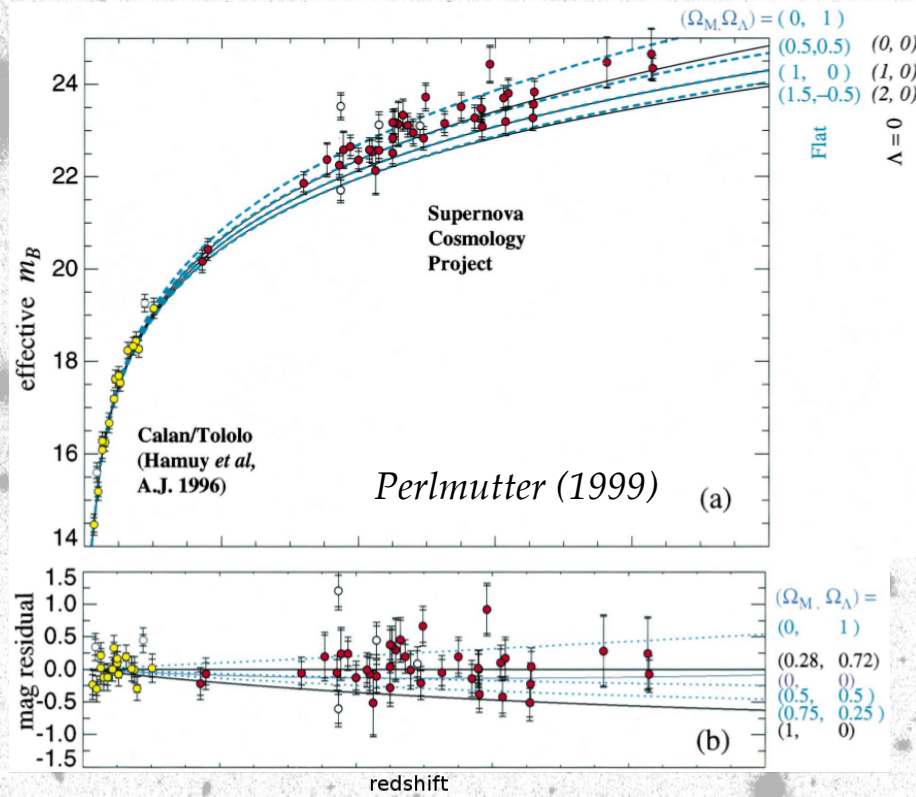 (Ω_M, Ω_Λ) = ( 0, 1 )
(0.5,0.5) (0, 0)
( 1, 0 ) (1, 0)
(1.5,–0.5) (2, 0)
Flat
Λ = 0
24
22
20
18
16
14
effective m_B
Supernova
Cosmology
Project
Calan/Tololo
(Hamuy et al,
A.J. 1996)
Perlmutter (1999)
(a)
1.5
1.0
0.5
0.0
-0.5
-1.0
-1.5
mag residual
(Ω_M , Ω_Λ) =
(0, 1)
(0.28, 0.72)
(0, 0)
(0.5, 0.5 )
(0.75, 0.25 )
(1, 0)
(b)
redshift